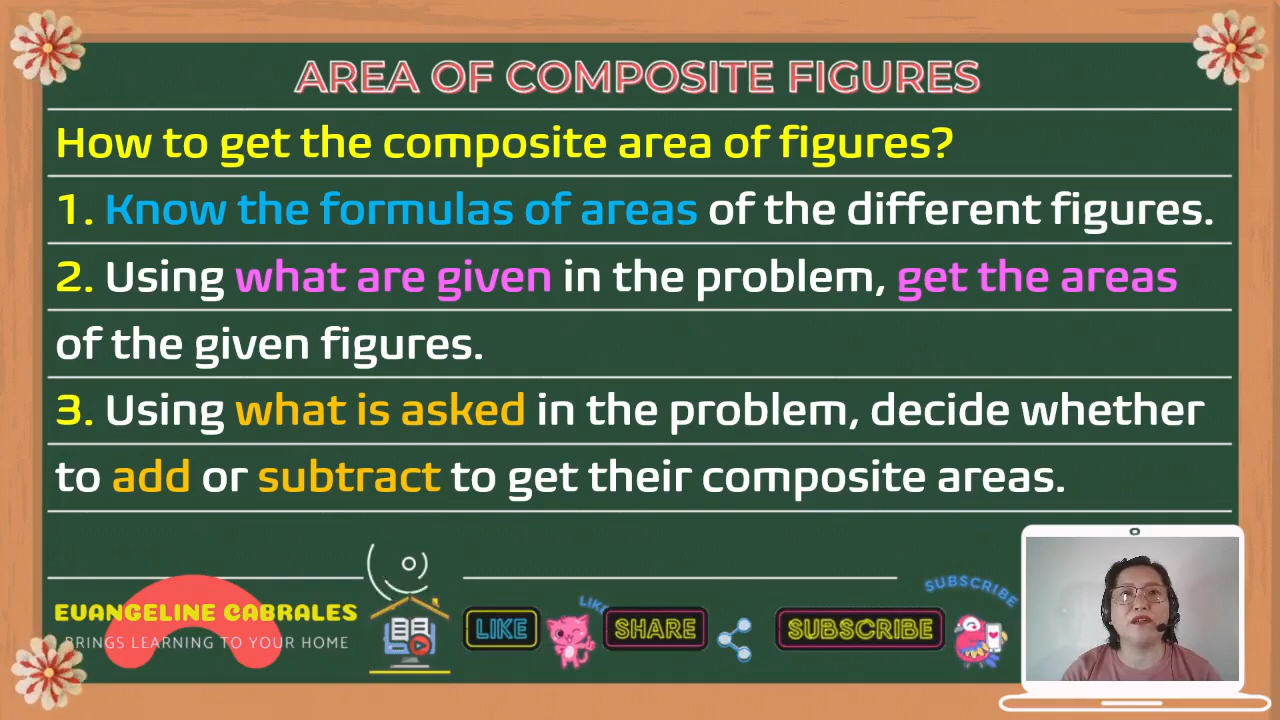 AREA OF COMPOSITE FIGURES
How to get the composite area of figures?
1. Know the formulas of areas of the different figures.
2. Using what are given in the problem, get the areas
of the given figures.
3. Using what is asked in the problem, decide whether
to add or subtract to get their composite areas.
EVANGELINE CABRALES
BRINGS LEARNING TO YOUR HOME
LIKE
LIKE
SHARE
SUBSCRIBE
SUBSCRIBE